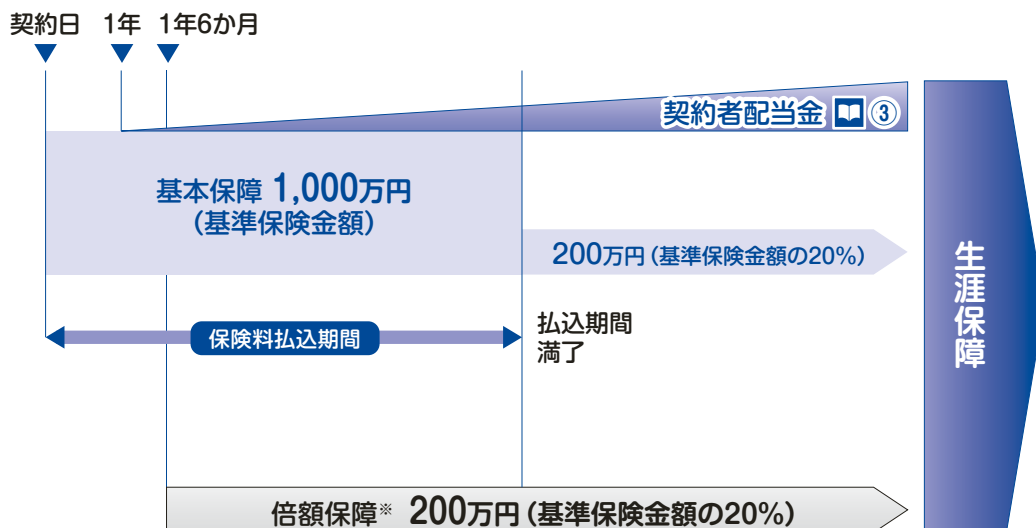 契約日 1年 1年6か月
契約者配当金 ③
基本保障 1,000万円
(基準保険金額)
200万円(基準保険金額の20%)
保険料払込期間
払込期間
満了
倍額保障※ 200万円(基準保険金額の20%)
生涯保障